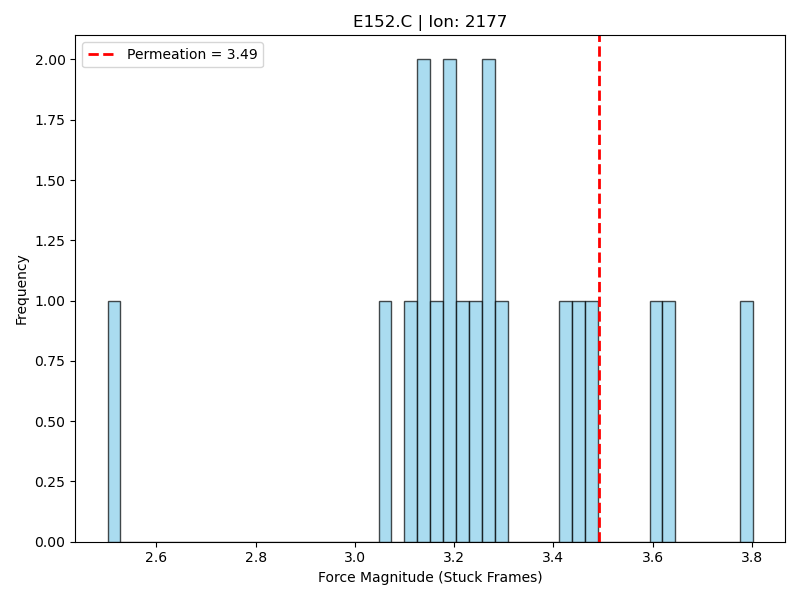 E152.C | Ion: 2177
Permeation = 3.49
2.00
1.75
1.50
1.25
1.00
0.75
0.50
0.25
0.00
Frequency
2.6 2.8 3.0 3.2 3.4 3.6 3.8
Force Magnitude (Stuck Frames)